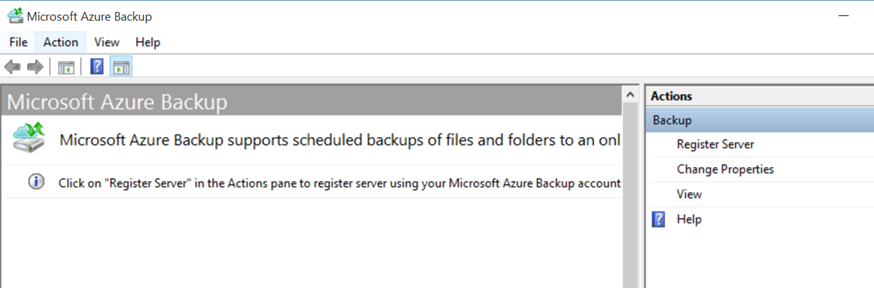 Microsoft Azure Backup
File Action View Help
Microsoft Azure Backup
Microsoft Azure Backup supports scheduled backups of files and folders to an onl
Click on "Register Server" in the Actions pane to register server using your Microsoft Azure Backup account
Actions
Backup
Register Server
Change Properties
View
Help